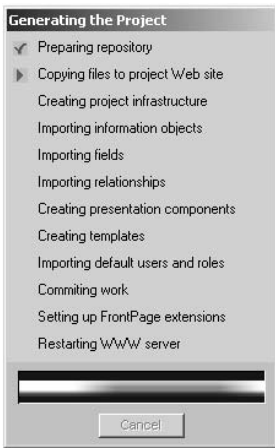 Generating the Project
Preparing repository
Copying files to project Web site
Creating project infrastructure
Importing information objects
Importing fields
Importing relationships
Creating presentation components
Creating templates
Importing default users and roles
Commiting work
Setting up FrontPage extensions
Restarting WWW server
Cancel